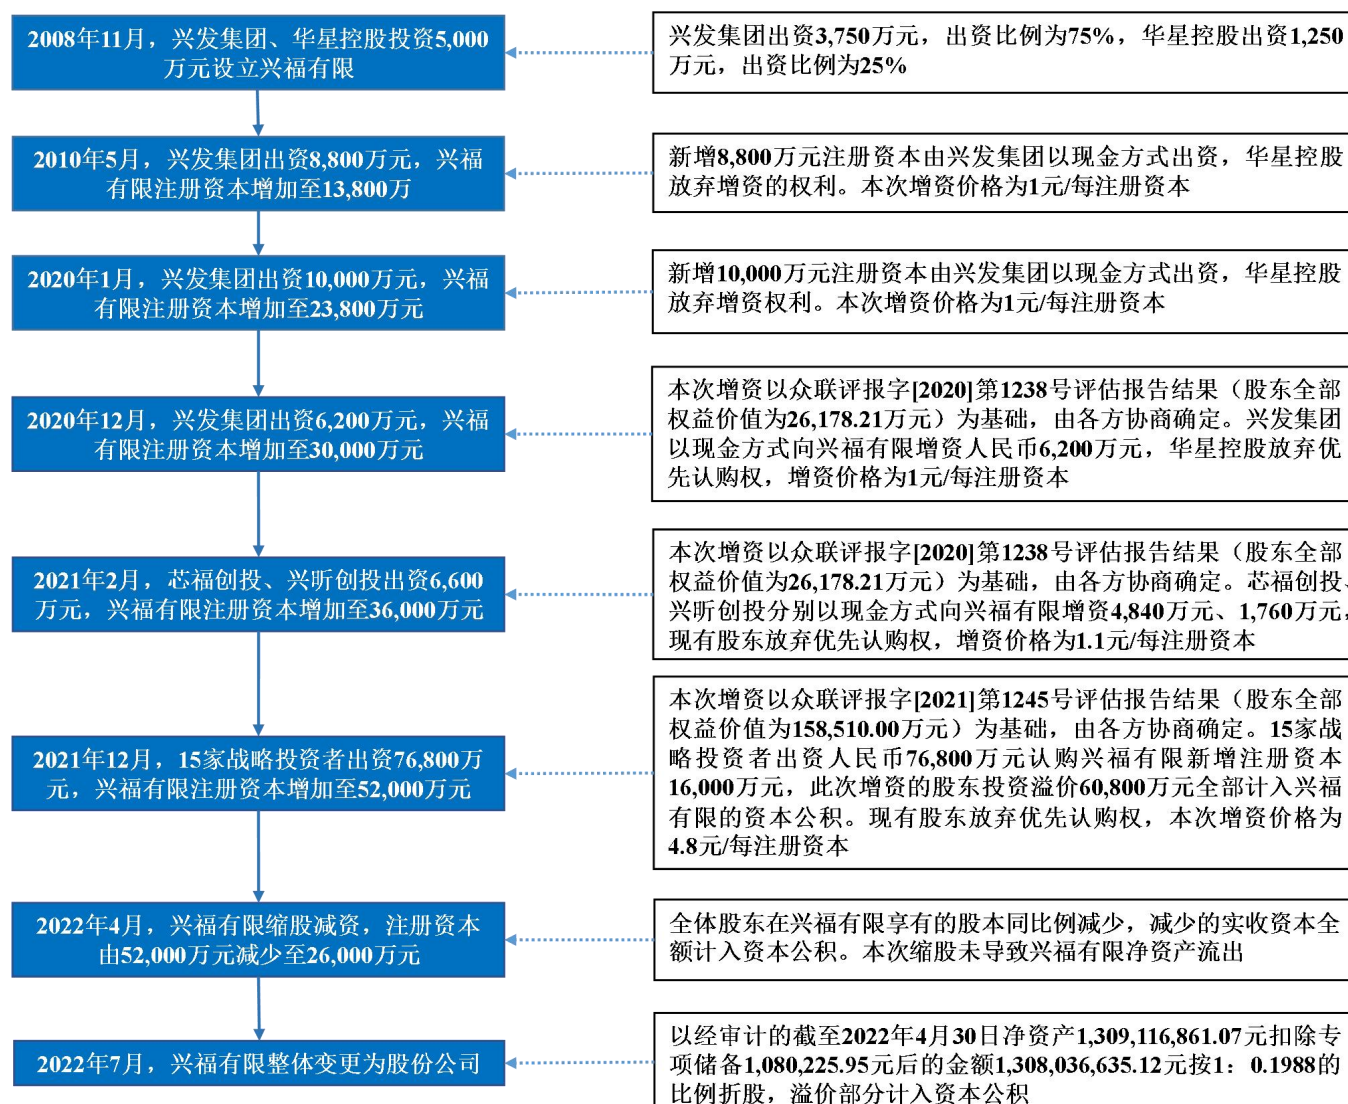 2008年11月，兴发集团、华星控股投资5,000
万元设立兴福有限
兴发集团出资3,750万元，出资比例为75%，华星控股出资1,250
万元，出资比例为25%
2010年5月，兴发集团出资8,800万元，兴福
有限注册资本增加至13,800万
新增8,800万元注册资本由兴发集团以现金方式出资，华星控股
放弃增资的权利。本次增资价格为1元/每注册资本
2020年1月，兴发集团出资10,000万元，兴福
有限注册资本增加至23,800万元
新增10,000万元注册资本由兴发集团以现金方式出资，华星控股
放弃增资权利。本次增资价格为1元/每注册资本
2020年12月，兴发集团出资6,200万元，兴福
有限注册资本增加至30,000万元
本次增资以众联评报字[2020]第1238号评估报告结果（股东全部
权益价值为26,178.21万元）为基础，由各方协商确定。兴发集团
以现金方式向兴福有限增资人民币6,200万元，华星控股放弃优
先认购权，增资价格为1元/每注册资本
2021年2月，芯福创投、兴昕创投出资6,600
万元，兴福有限注册资本增加至36,000万元
本次增资以众联评报字[2020]第1238号评估报告结果（股东全部
权益价值为26,178.21万元）为基础，由各方协商确定。芯福创投、
兴昕创投分别以现金方式向兴福有限增资4,840万元、1,760万元，
现有股东放弃优先认购权，增资价格为1.1元/每注册资本
2021年12月，15家战略投资者出资76,800万
元，兴福有限注册资本增加至52,000万元
本次增资以众联评报字[2021]第1245号评估报告结果（股东全部
权益价值为158,510.00万元）为基础，由各方协商确定。15家战
略投资者出资人民币76,800万元认购兴福有限新增注册资本
16,000万元，此次增资的股东投资溢价60,800万元全部计入兴福
有限的资本公积。现有股东放弃优先认购权，本次增资价格为
4.8元/每注册资本
2022年4月，兴福有限缩股减资，注册资本
由52,000万元减少至26,000万元
全体股东在兴福有限享有的股本同比例减少，减少的实收资本全
额计入资本公积。本次缩股未导致兴福有限净资产流出
2022年7月，兴福有限整体变更为股份公司
以经审计的截至2022年4月30日净资产1,309,116,861.07元扣除专
项储备1,080,225.95元后的金额1,308,036,635.12元按1：0.1988的
比例折股，溢价部分计入资本公积